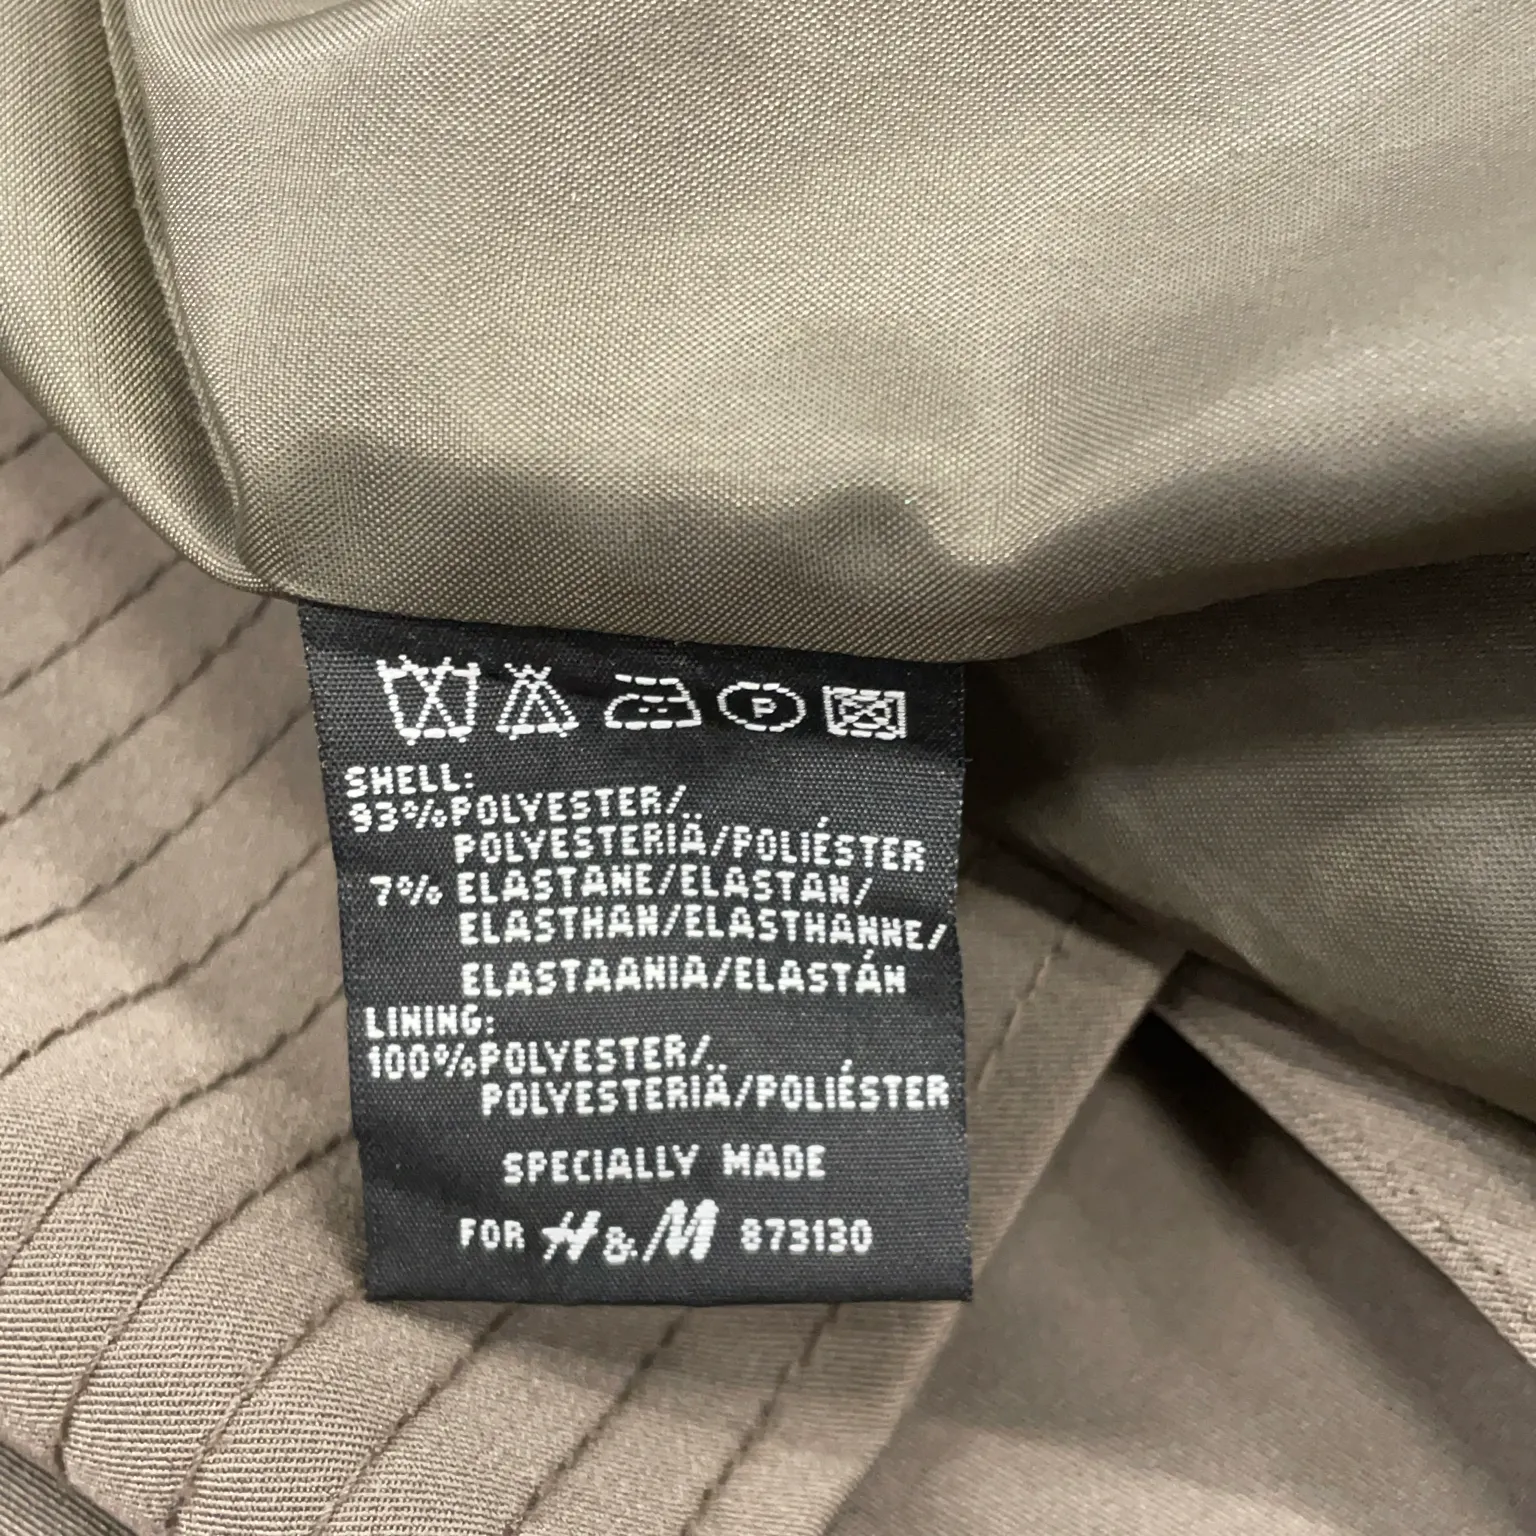 P
SHELL:
93% POLYESTER/
POLYESTERIÄ/POLIÉSTER
7% ELASTANE/ELASTAN/
ELASTHAN/ELASTHANNE/
ELASTAANIA/ELASTÁN
LINING:
100% POLYESTER/
POLYESTERIÄ/POLIÉSTER
SPECIALLY MADE
FOR H&M 873130